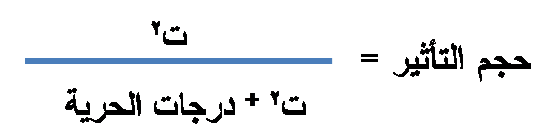 حجم التأثير =
ت٢
ت٢ + درجات الحرية